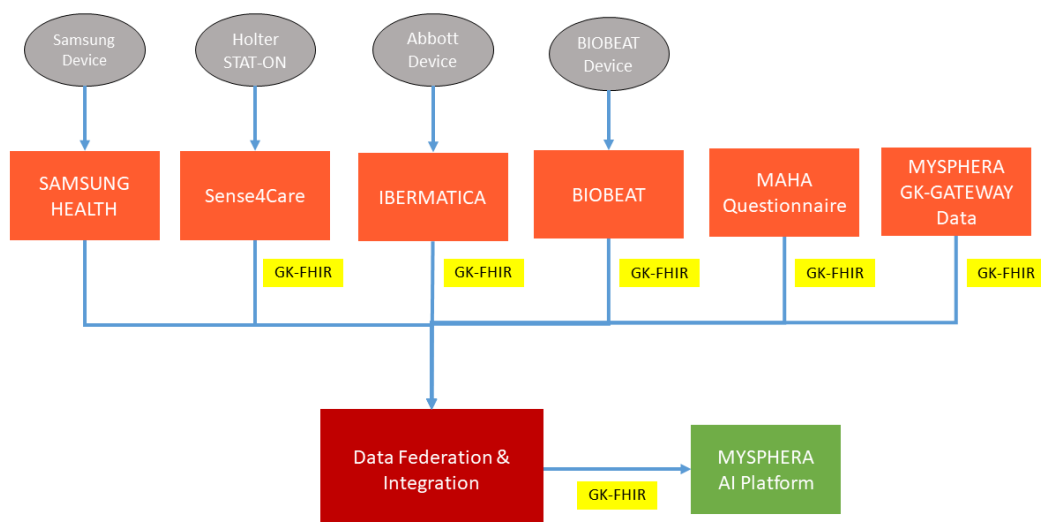 Samsung
Device
Holter
STAT-ON
Abbott
Device
BIOBEAT
Device
SAMSUNG
HEALTH
Sense4Care
IBERMATICA
BIOBEAT
MAHA
Questionnaire
MYSPHERA
GK-GATEWAY
Data
GK-FHIR
GK-FHIR
GK-FHIR
GK-FHIR
GK-FHIR
Data Federation &
Integration
GK-FHIR
MYSPHERA
AI Platform